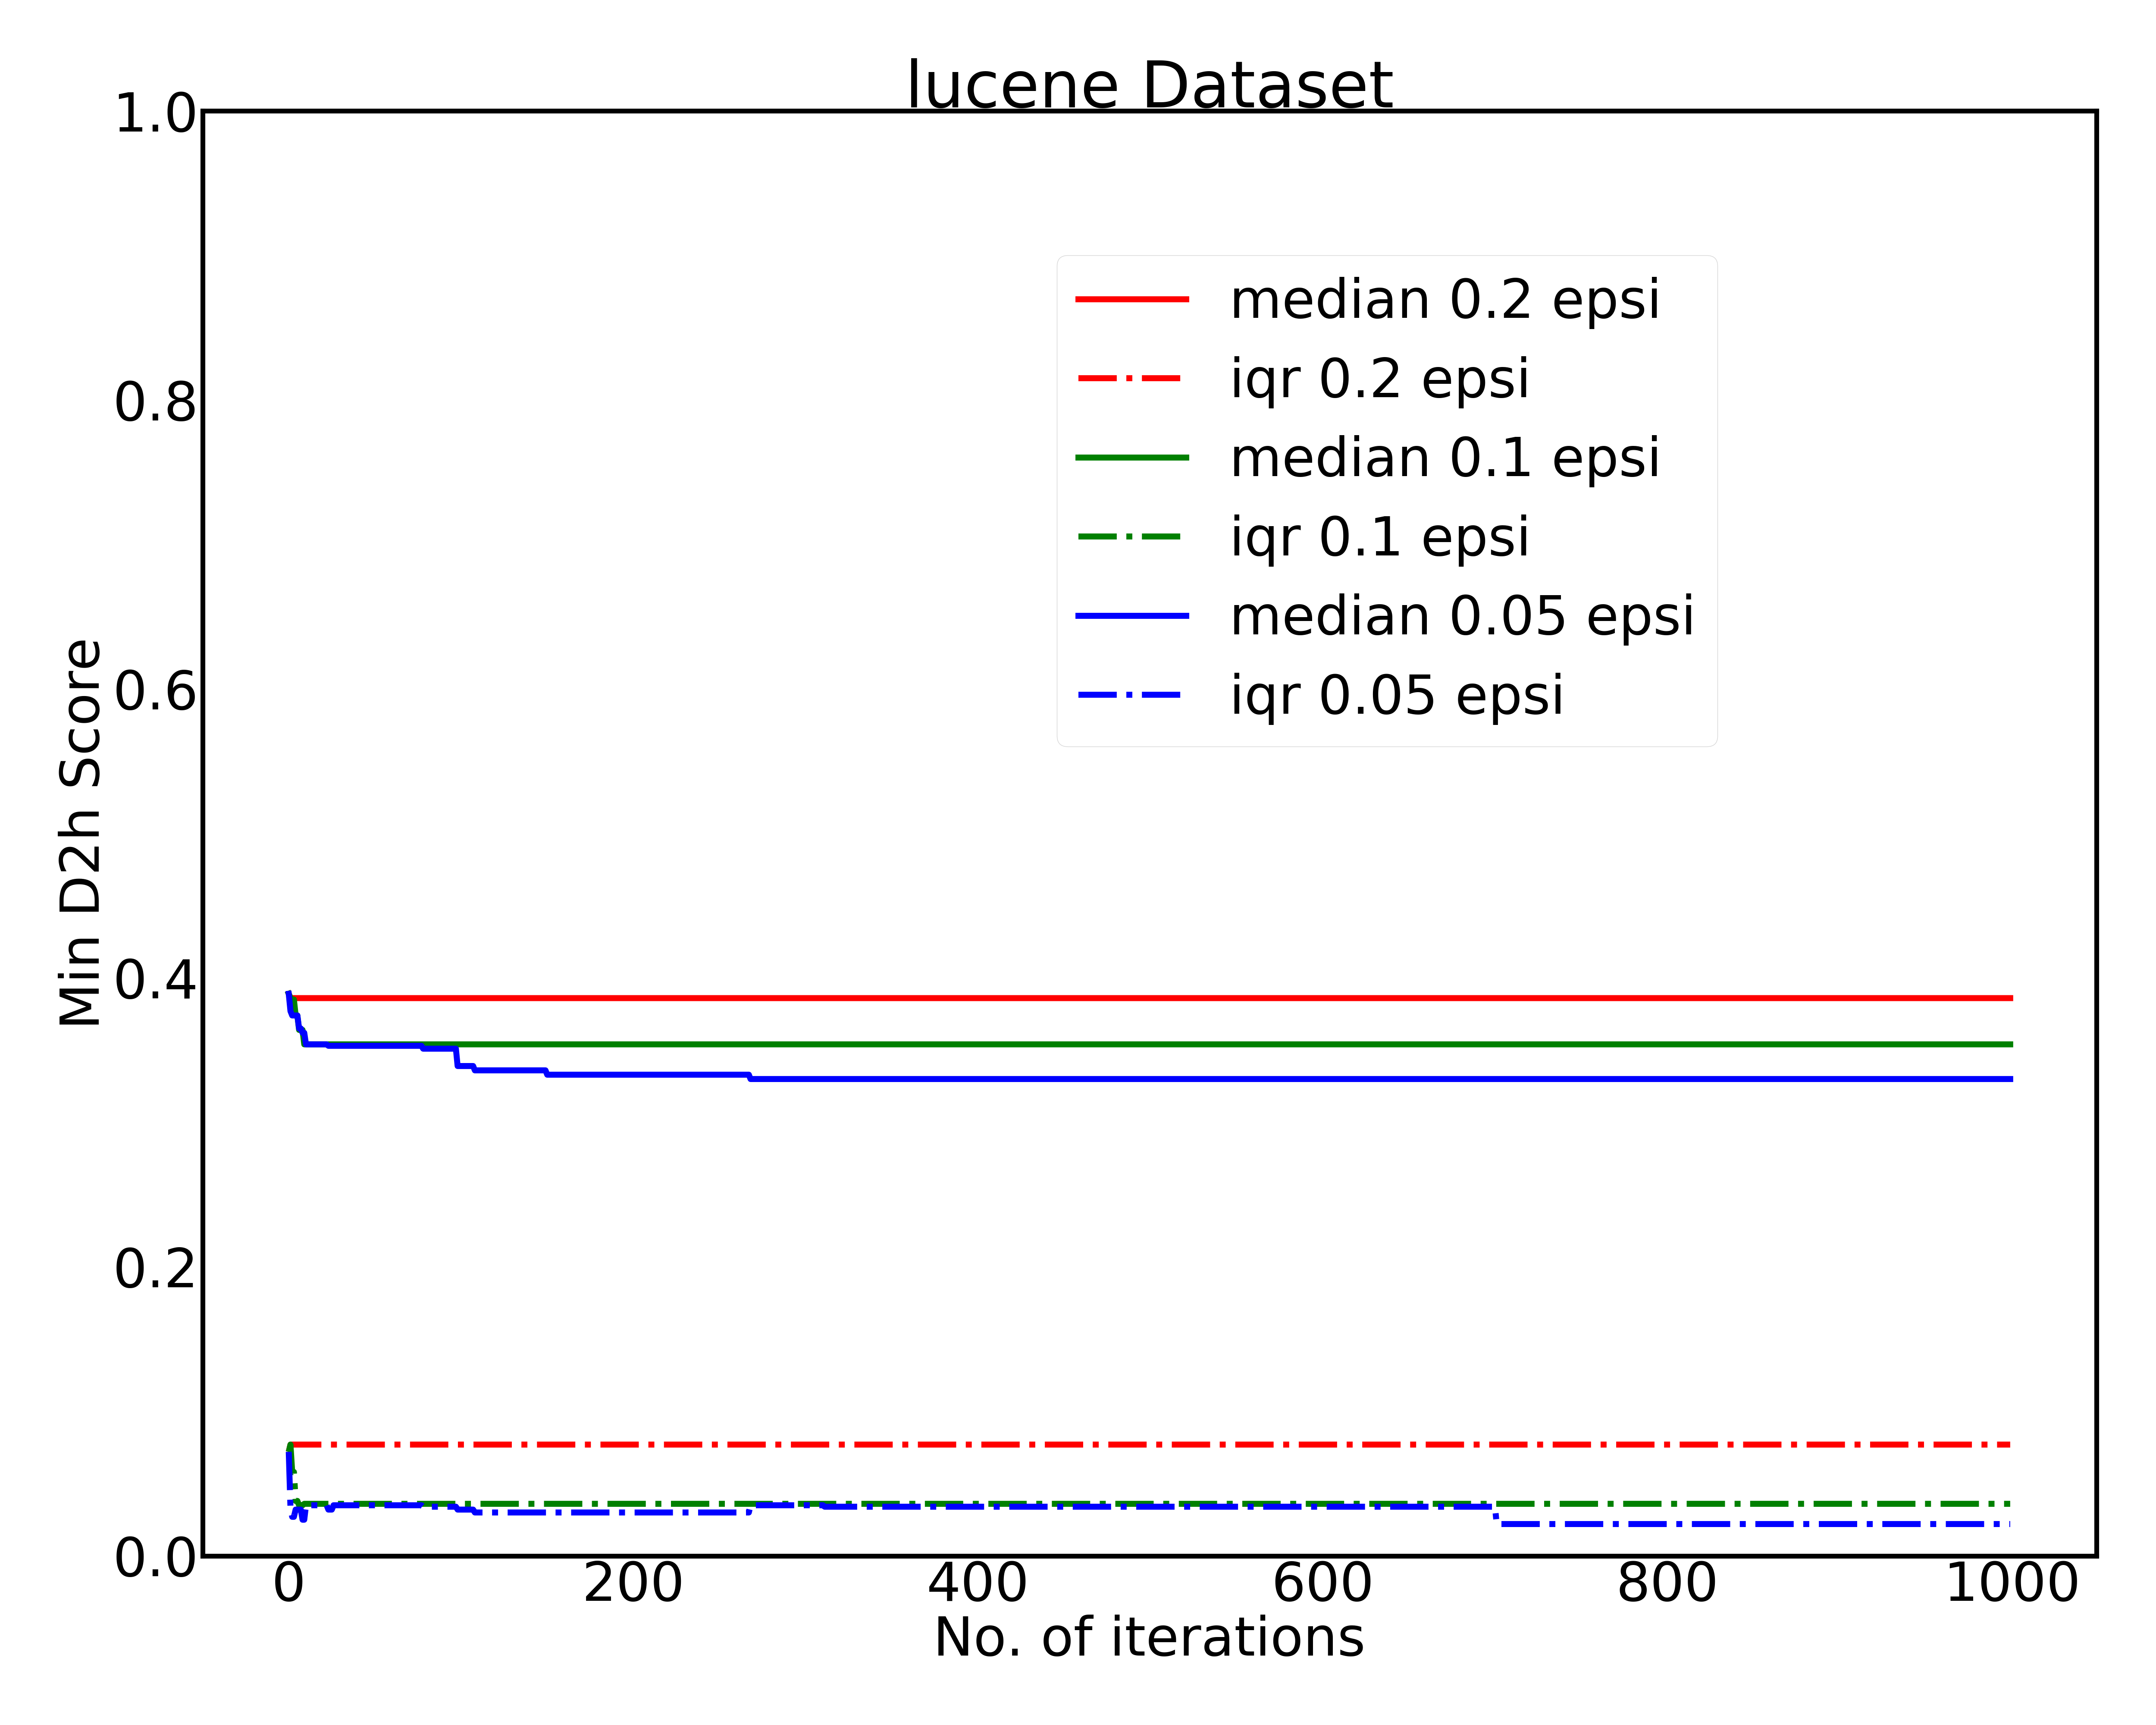 lucene Dataset
1.0
0.8
0.6
0.4
0.2
0.0
Min D2h Score
median 0.2 epsi
iqr 0.2 epsi
median 0.1 epsi
iqr 0.1 epsi
median 0.05 epsi
iqr 0.05 epsi
0 200 400 600 800 1000
No. of iterations